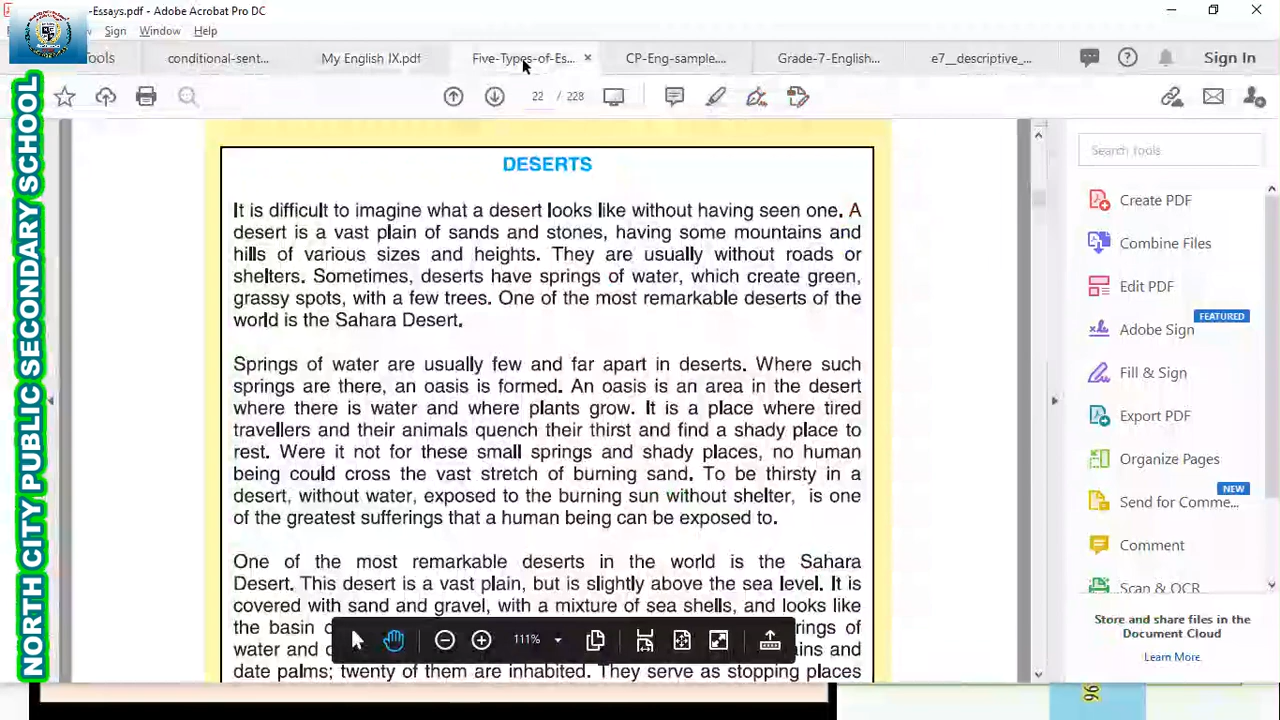 -Essays.pdf - Adobe Acrobat Pro DC
Sign Window Help
Tools conditional-sent... My English IX.pdf Five-Types-of-Es... × CP-Eng-sample.... Grade-7-English... e7__descriptive_... Sign In
22 / 228
NORTH CITY PUBLIC SECONDARY SCHOOL
DESERTS
It is difficult to imagine what a desert looks like without having seen one. A
desert is a vast plain of sands and stones, having some mountains and
hills of various sizes and heights. They are usually without roads or
shelters. Sometimes, deserts have springs of water, which create green,
grassy spots, with a few trees. One of the most remarkable deserts of the
world is the Sahara Desert.
Springs of water are usually few and far apart in deserts. Where such
springs are there, an oasis is formed. An oasis is an area in the desert
where there is water and where plants grow. It is a place where tired
travellers and their animals quench their thirst and find a shady place to
rest. Were it not for these small springs and shady places, no human
being could cross the vast stretch of burning sand. To be thirsty in a
desert, without water, exposed to the burning sun without shelter, is one
of the greatest sufferings that a human being can be exposed to.
One of the most remarkable deserts in the world is the Sahara
Desert. This desert is a vast plain, but is slightly above the sea level. It is
covered with sand and gravel, with a mixture of sea shells, and looks like
the basin
water and
date palms; twenty of them are inhabited. They serve as stopping places
111%
Search Tools
Create PDF
Combine Files
Edit PDF
FEATURED
Adobe Sign
Fill & Sign
Export PDF
Organize Pages
NEW
Send for Comme...
Comment
Scan & OCR
Store and share files in the
Document Cloud
Learn More
96